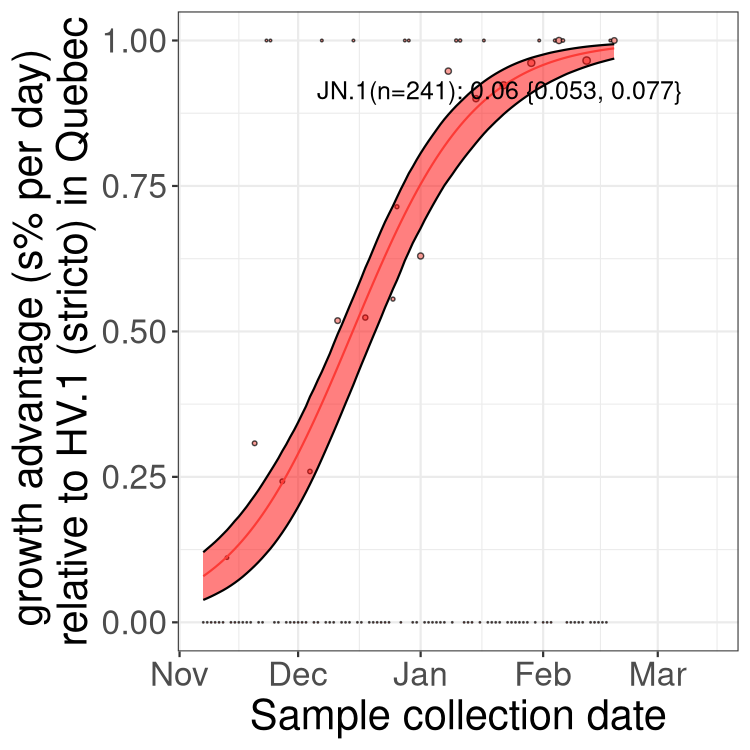 growth advantage (s% per day)
relative to HV.1 (stricto) in Quebec
1.00
0.75
0.50
0.25
0.00
JN.1(n=241): 0.06 {0.053, 0.077}
Nov Dec Jan Feb Mar
Sample collection date